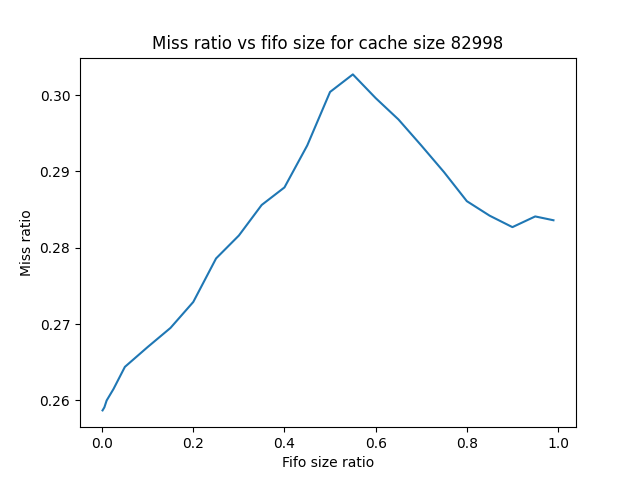 Miss ratio vs fifo size for cache size 82998
0.30
0.29
0.28
0.27
0.26
Miss ratio
0.0 0.2 0.4 0.6 0.8 1.0
Fifo size ratio